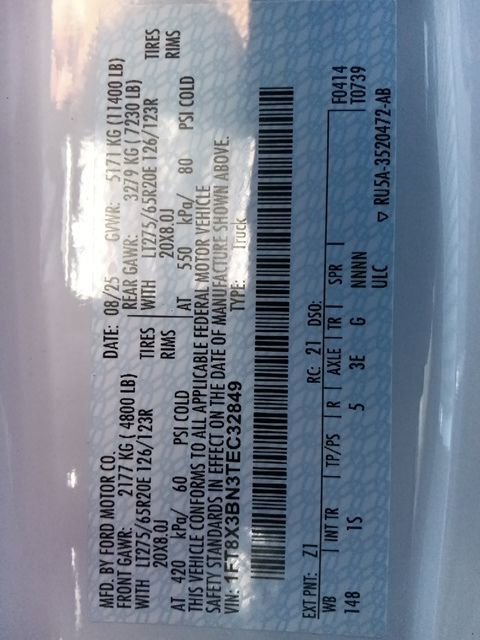 MFD. BY FORD MOTOR CO.
DATE: 08/25 GVWR: 5171 KG (11400 LB)
FRONT GAWR: 2177 KG ( 4800 LB)
REAR GAWR: 3279 KG ( 7230 LB)
WITH LT275/65R20E 126/123R TIRES
WITH LT275/65R20E 126/123R TIRES
20X8.0J RIMS
20X8.0J RIMS
AT 420 kPa/ 60 PSI COLD
AT 550 kPa/ 80 PSI COLD
THIS VEHICLE CONFORMS TO ALL APPLICABLE FEDERAL MOTOR VEHICLE
SAFETY STANDARDS IN EFFECT ON THE DATE OF MANUFACTURE SHOWN ABOVE.
VIN: 1FT8X3BN3TEC32849
TYPE: Truck
EXT PNT: Z1 RC: 21 DSO: F0414
WB INT TR TP/PS R AXLE TR SPR T0739
148 1S 5 3E G NNNN
ULC ▽ RU5A-3520472-AB